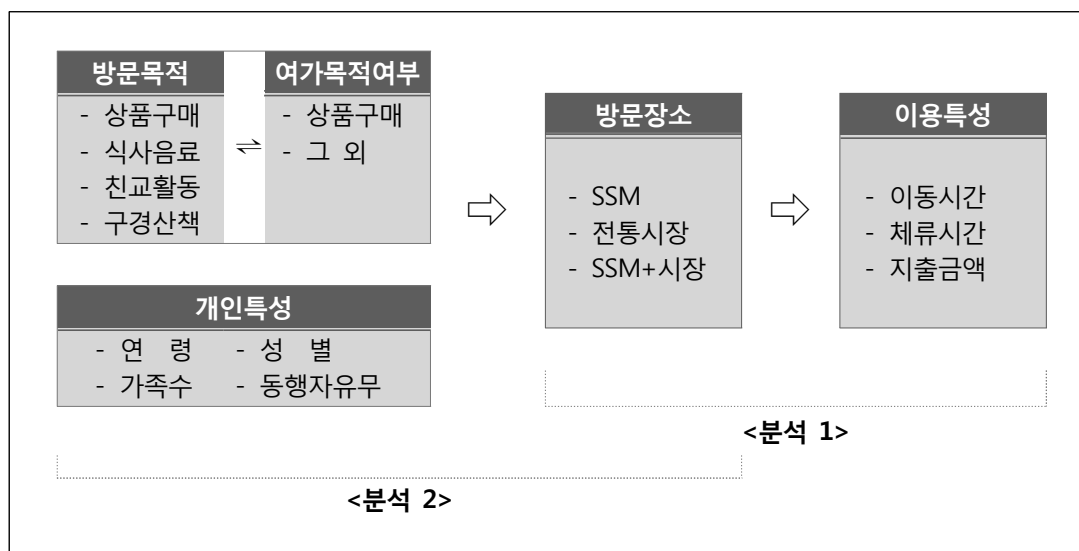 방문목적
- 상품구매
- 식사음료
- 친교활동
- 구경산책
⇌
여가목적여부
- 상품구매
- 그 외
개인특성
- 연 령 - 성 별
- 가족수 - 동행자유무
방문장소
- SSM
- 전통시장
- SSM+시장
이용특성
- 이동시간
- 체류시간
- 지출금액
<분석 1>
<분석 2>